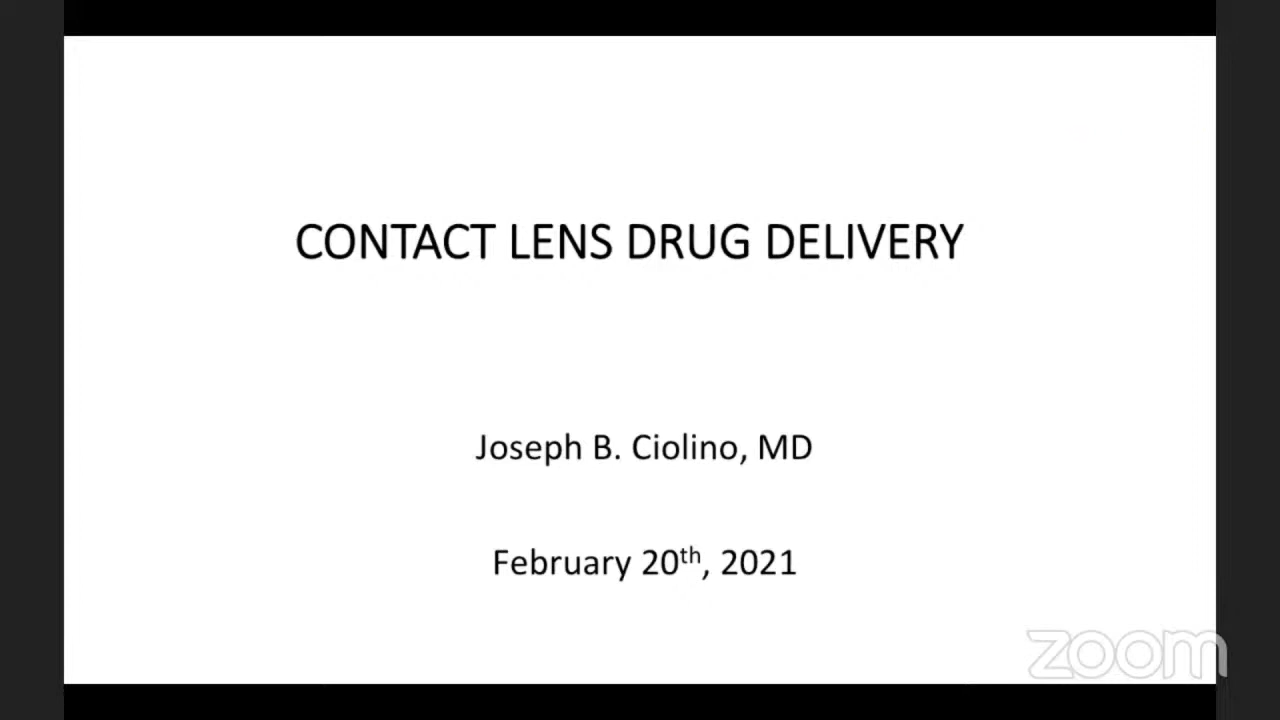 CONTACT LENS DRUG DELIVERY
Joseph B. Ciolino, MD
February 20th, 2021
zoom